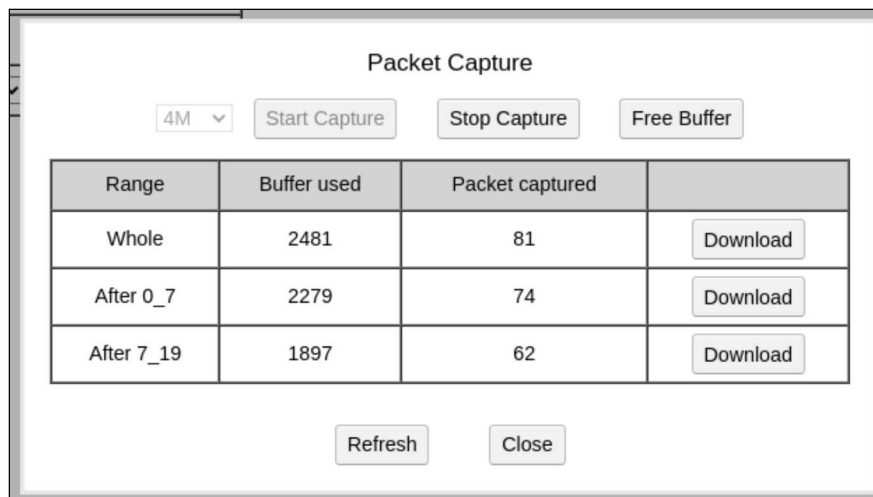 Packet Capture
4M Start Capture Stop Capture Free Buffer
Range Buffer used Packet captured
Whole 2481 81 Download
After 0_7 2279 74 Download
After 7_19 1897 62 Download
Refresh Close